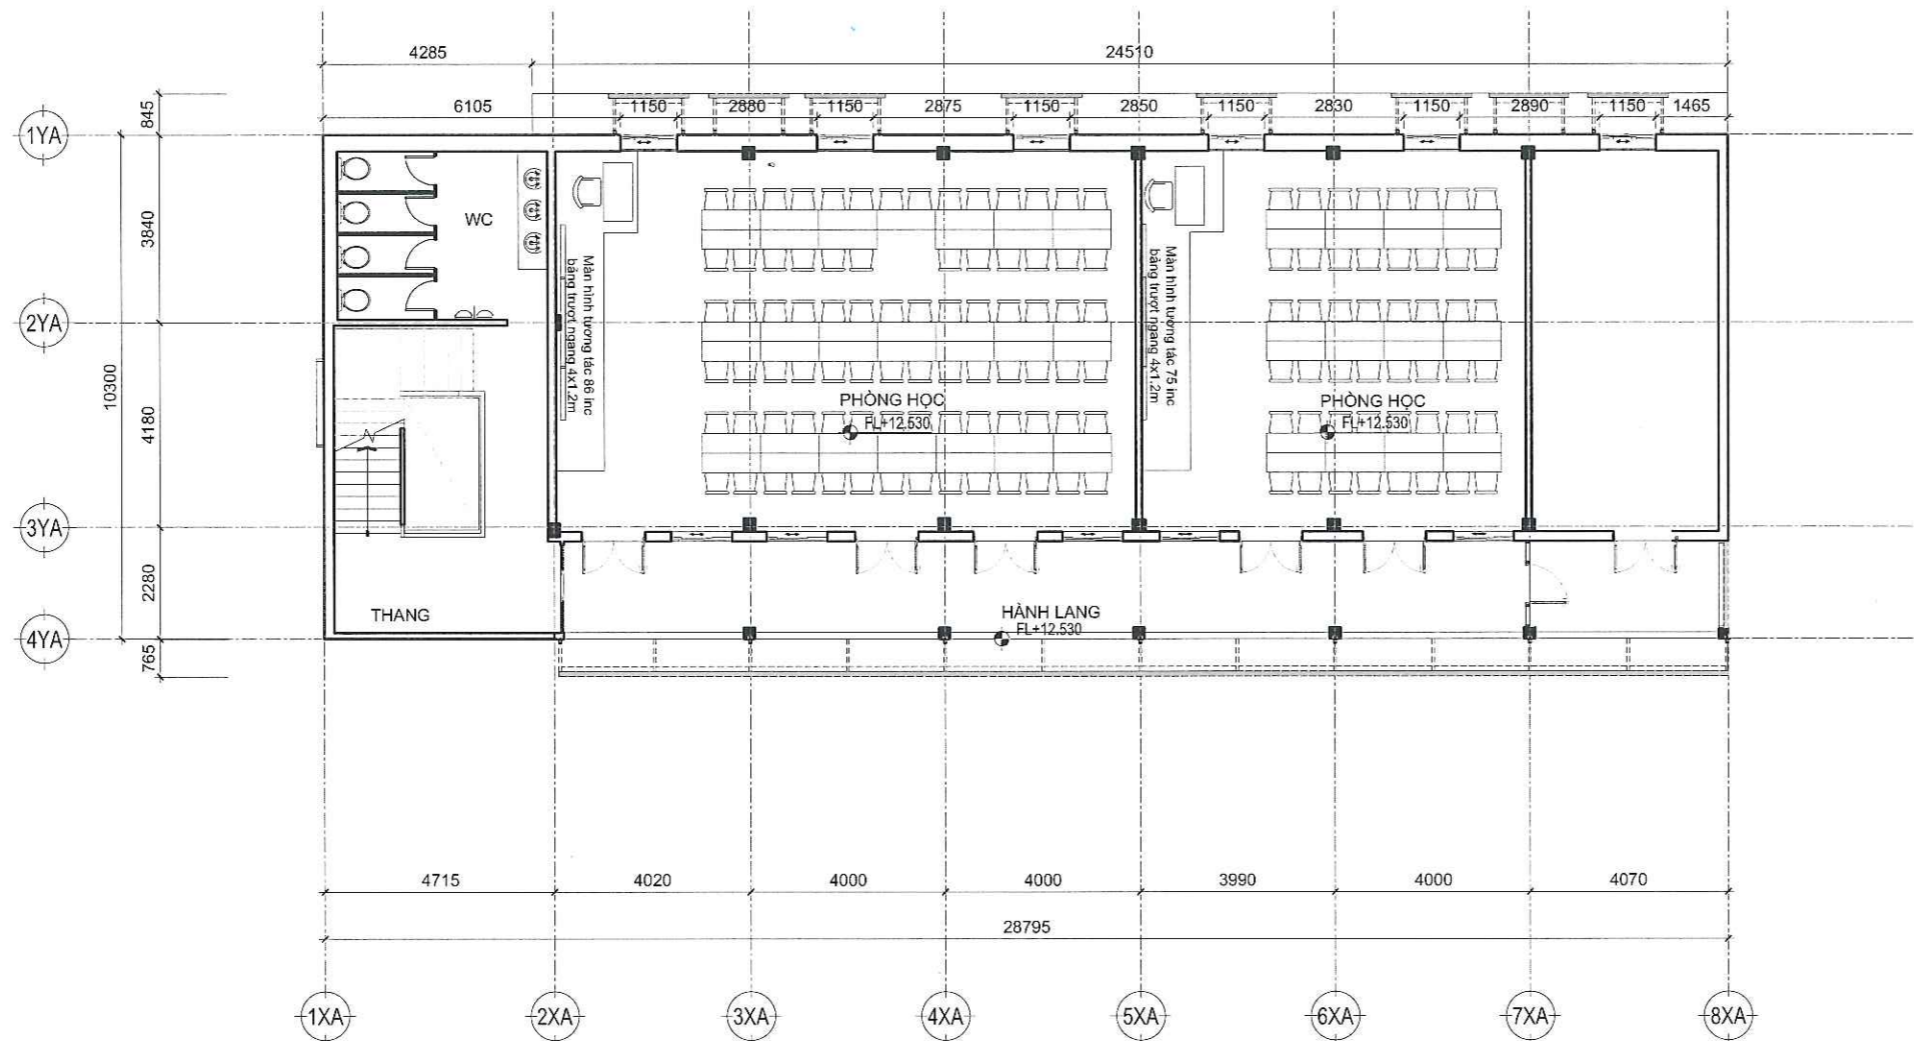 4285
24510
845
6105
1150
2880
1150
2875
1150
2850
1150
2830
1150
2890
1150
1465
1YA
3840
WC
2YA
10300
4180
Màn hình tương tác 86 inc
bảng trượt ngang 4x1.2m
Màn hình tương tác 75 inc
bảng trượt ngang 4x1.2m
PHÒNG HỌC
FL+12.530
PHÒNG HỌC
FL+12.530
N
3YA
2280
THANG
HÀNH LANG
FL+12.530
4YA
765
4715
4020
4000
4000
3990
4000
4070
28795
1XA
2XA
3XA
4XA
5XA
6XA
7XA
8XA